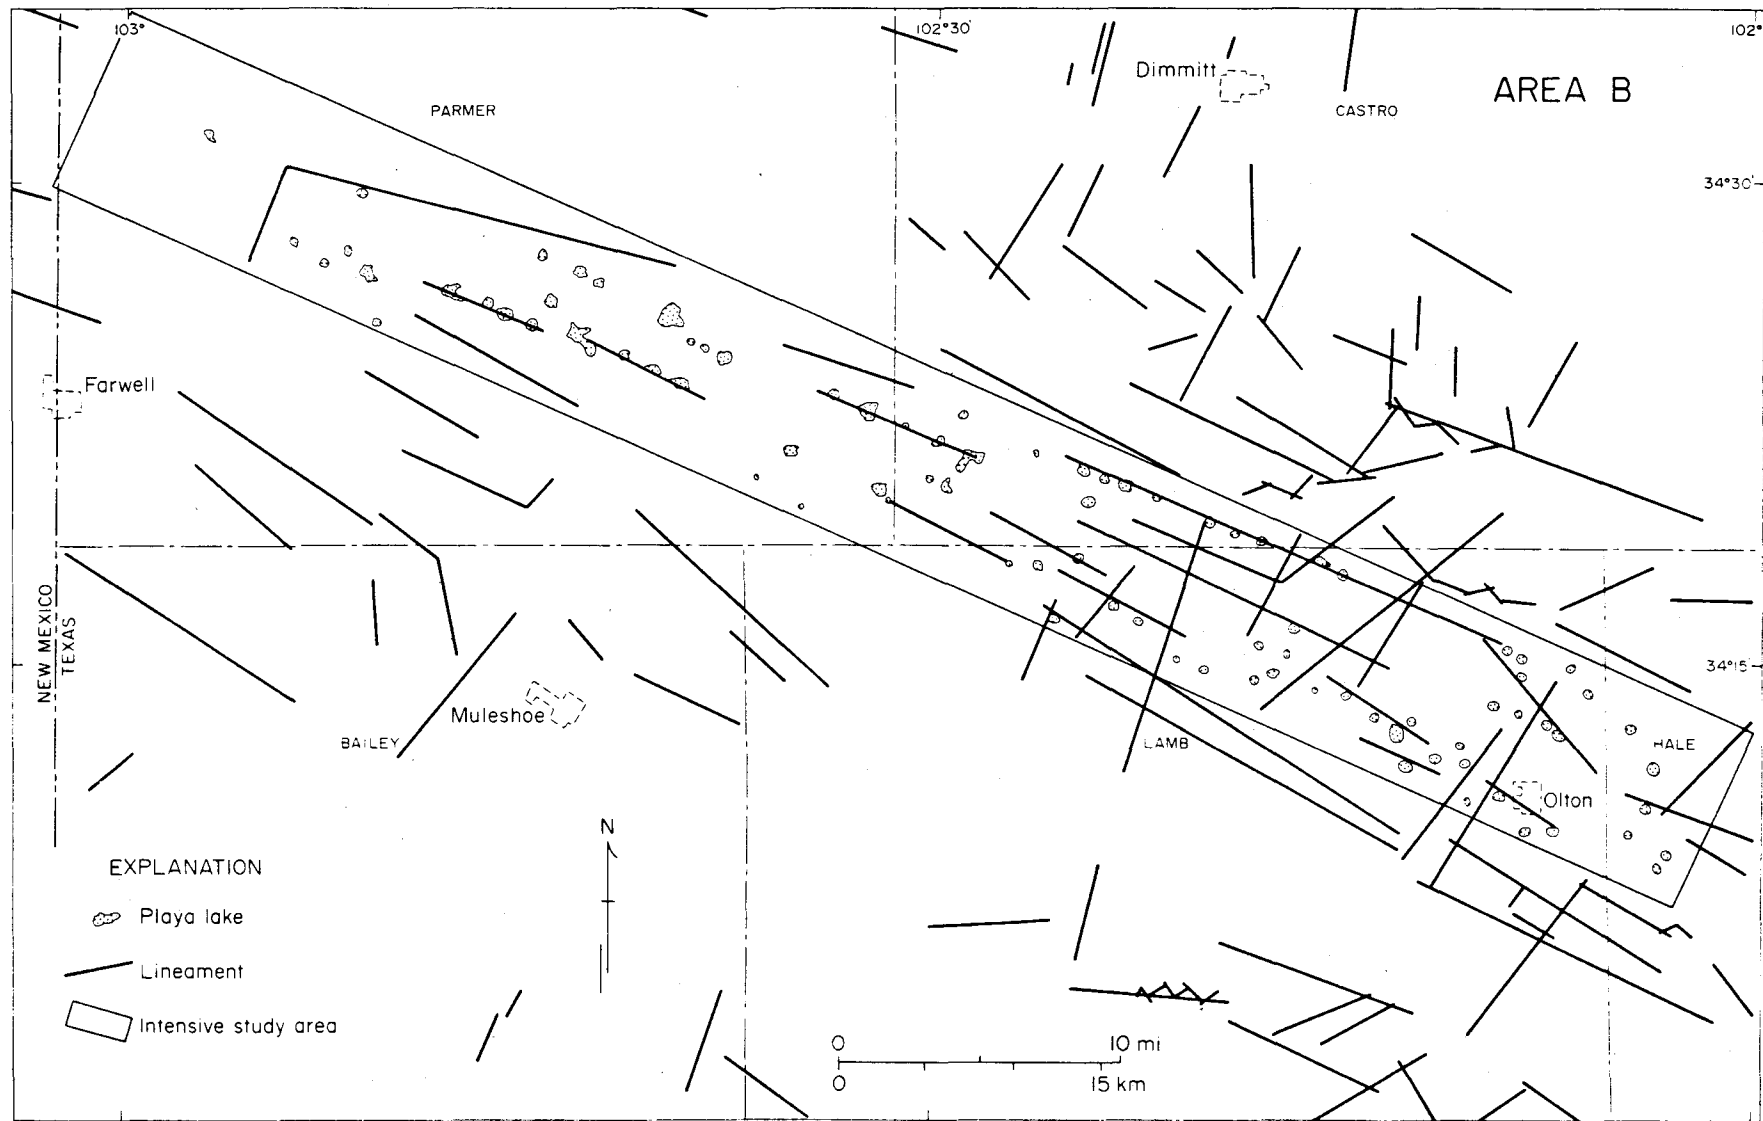 103°
102°30'
102°
Dimmitt
AREA B
PARMER
CASTRO
34°30'
Farwell
NEW MEXICO
TEXAS
34°15'
Muleshoe
BAILEY
LAMB
HALE
Olton
N
EXPLANATION
Playa lake
Lineament
Intensive study area
0 10 mi
0 15 km